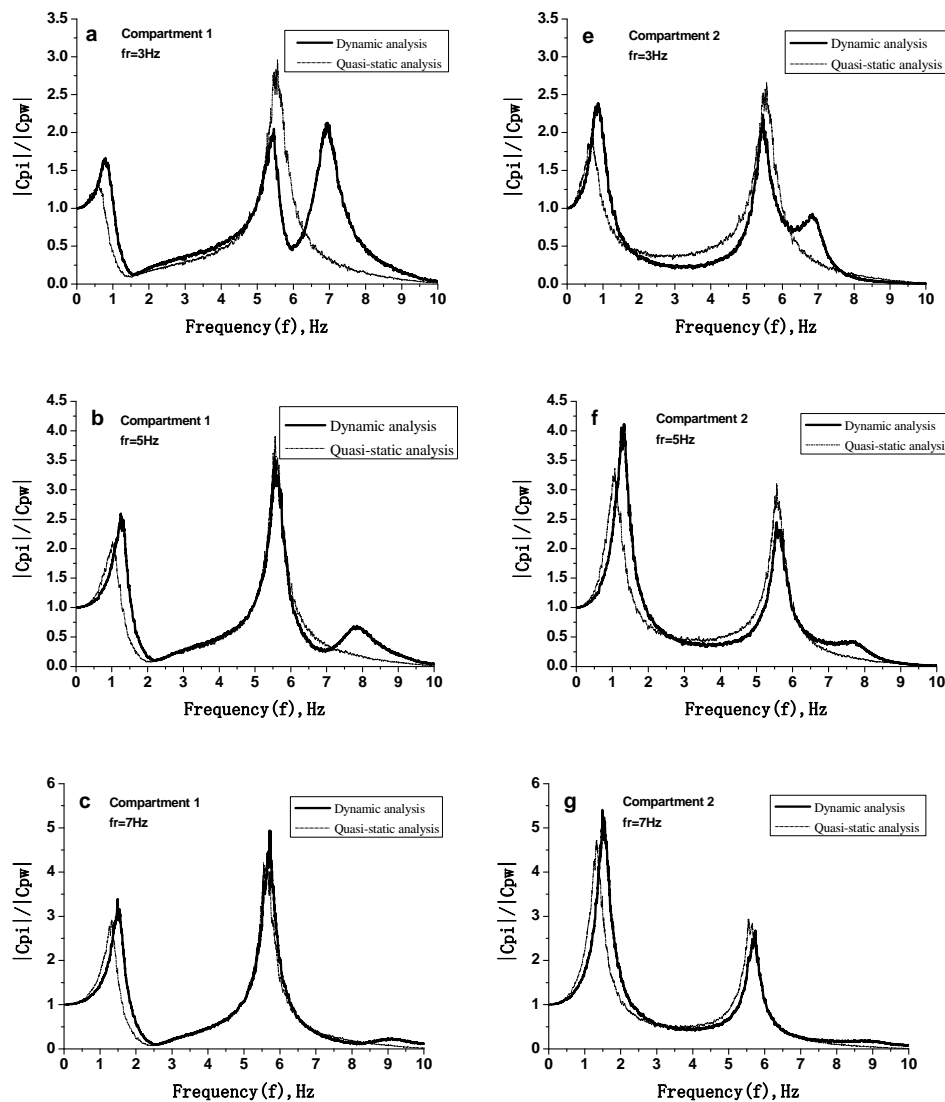 a
Compartment 1
fr=3Hz
Dynamic analysis
Quasi-static analysis
3.5
3.0
2.5
2.0
1.5
1.0
0.5
0.0
|Cpi|/|Cpw|
0 1 2 3 4 5 6 7 8 9 10
Frequency(f), Hz
e
Compartment 2
fr=3Hz
Dynamic analysis
Quasi-static analysis
3.5
3.0
2.5
2.0
1.5
1.0
0.5
0.0
|Cpi|/|Cpw|
0 1 2 3 4 5 6 7 8 9 10
Frequency(f), Hz
b
Compartment 1
fr=5Hz
Dynamic analysis
Quasi-static analysis
4.5
4.0
3.5
3.0
2.5
2.0
1.5
1.0
0.5
0.0
|Cpi|/|Cpw|
0 1 2 3 4 5 6 7 8 9 10
Frequency(f), Hz
f
Compartment 2
fr=5Hz
Dynamic analysis
Quasi-static analysis
4.5
4.0
3.5
3.0
2.5
2.0
1.5
1.0
0.5
0.0
|Cpi|/|Cpw|
0 1 2 3 4 5 6 7 8 9 10
Frequency(f), Hz
c
Compartment 1
fr=7Hz
Dynamic analysis
Quasi-static analysis
6
5
4
3
2
1
0
|Cpi|/|Cpw|
0 1 2 3 4 5 6 7 8 9 10
Frequency(f), Hz
g
Compartment 2
fr=7Hz
Dynamic analysis
Quasi-static analysis
6
5
4
3
2
1
0
|Cpi|/|Cpw|
0 1 2 3 4 5 6 7 8 9 10
Frequency(f), Hz